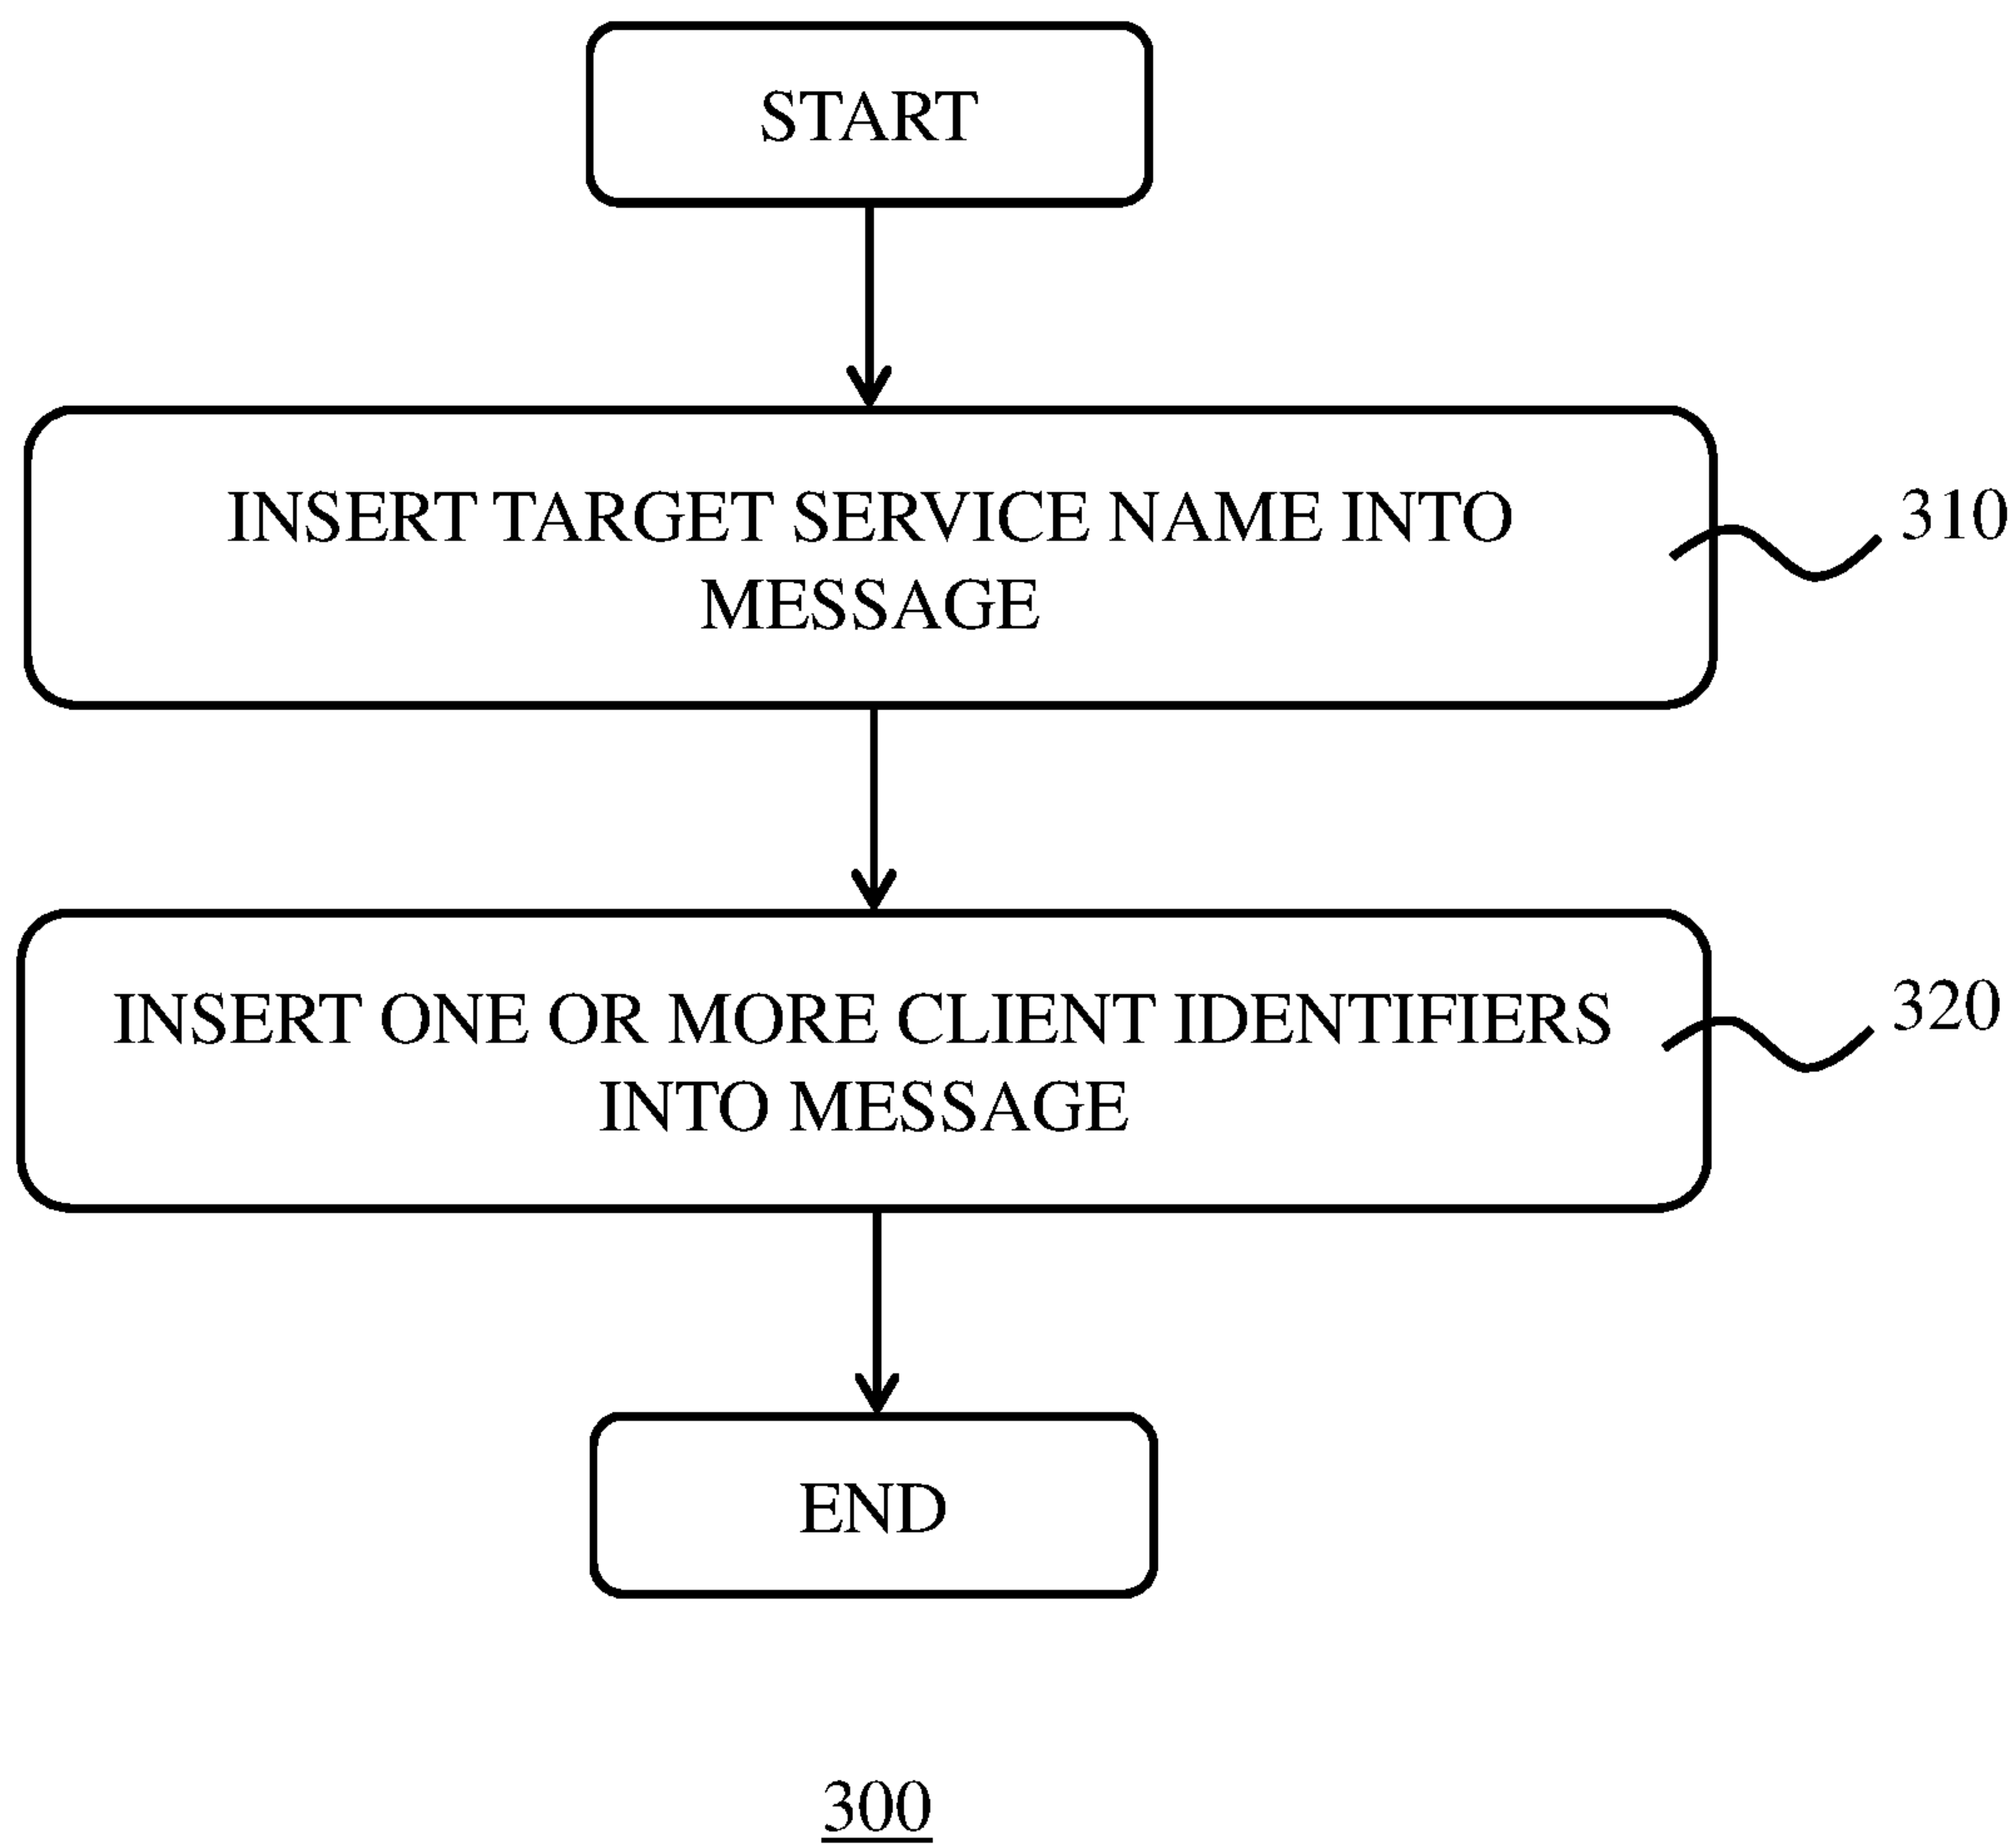 START
INSERT TARGET SERVICE NAME INTO
MESSAGE
310
INSERT ONE OR MORE CLIENT IDENTIFIERS
INTO MESSAGE
320
END
300